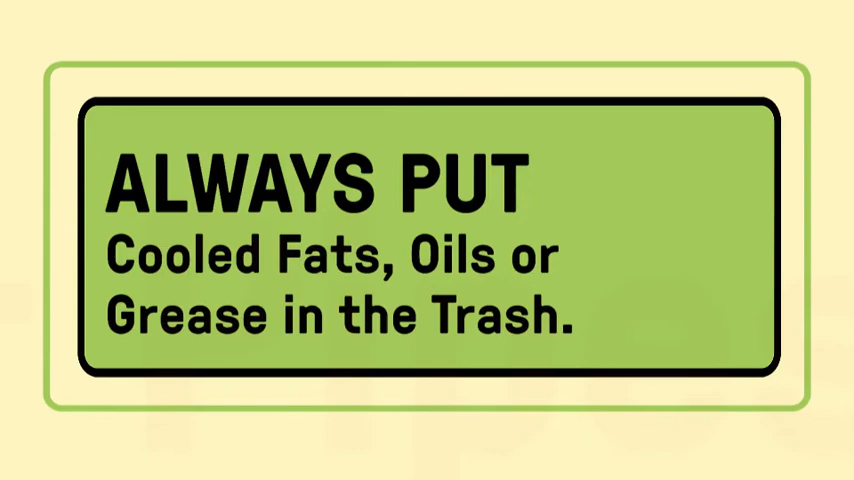 ALWAYS PUT
Cooled Fats, Oils or
Grease in the Trash.